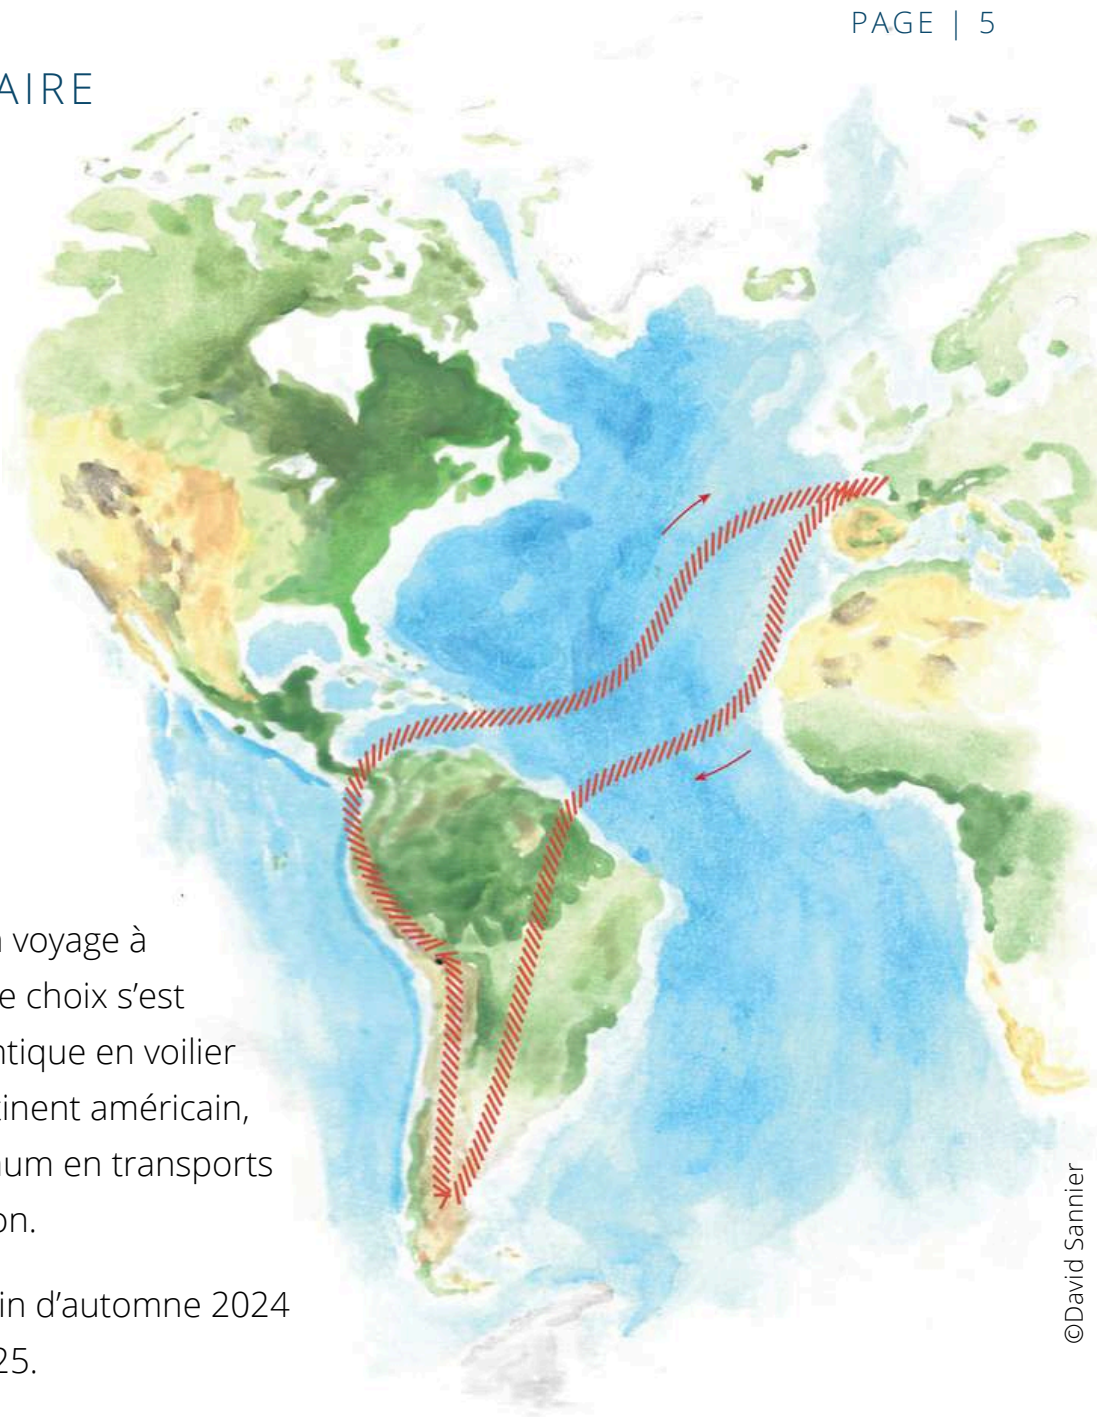 PAGE | 5
AIRE
voyage à
e choix s’est
ntique en voilier
tinent américain,
um en transports
on.
in d’automne 2024
25.
©David Sannier